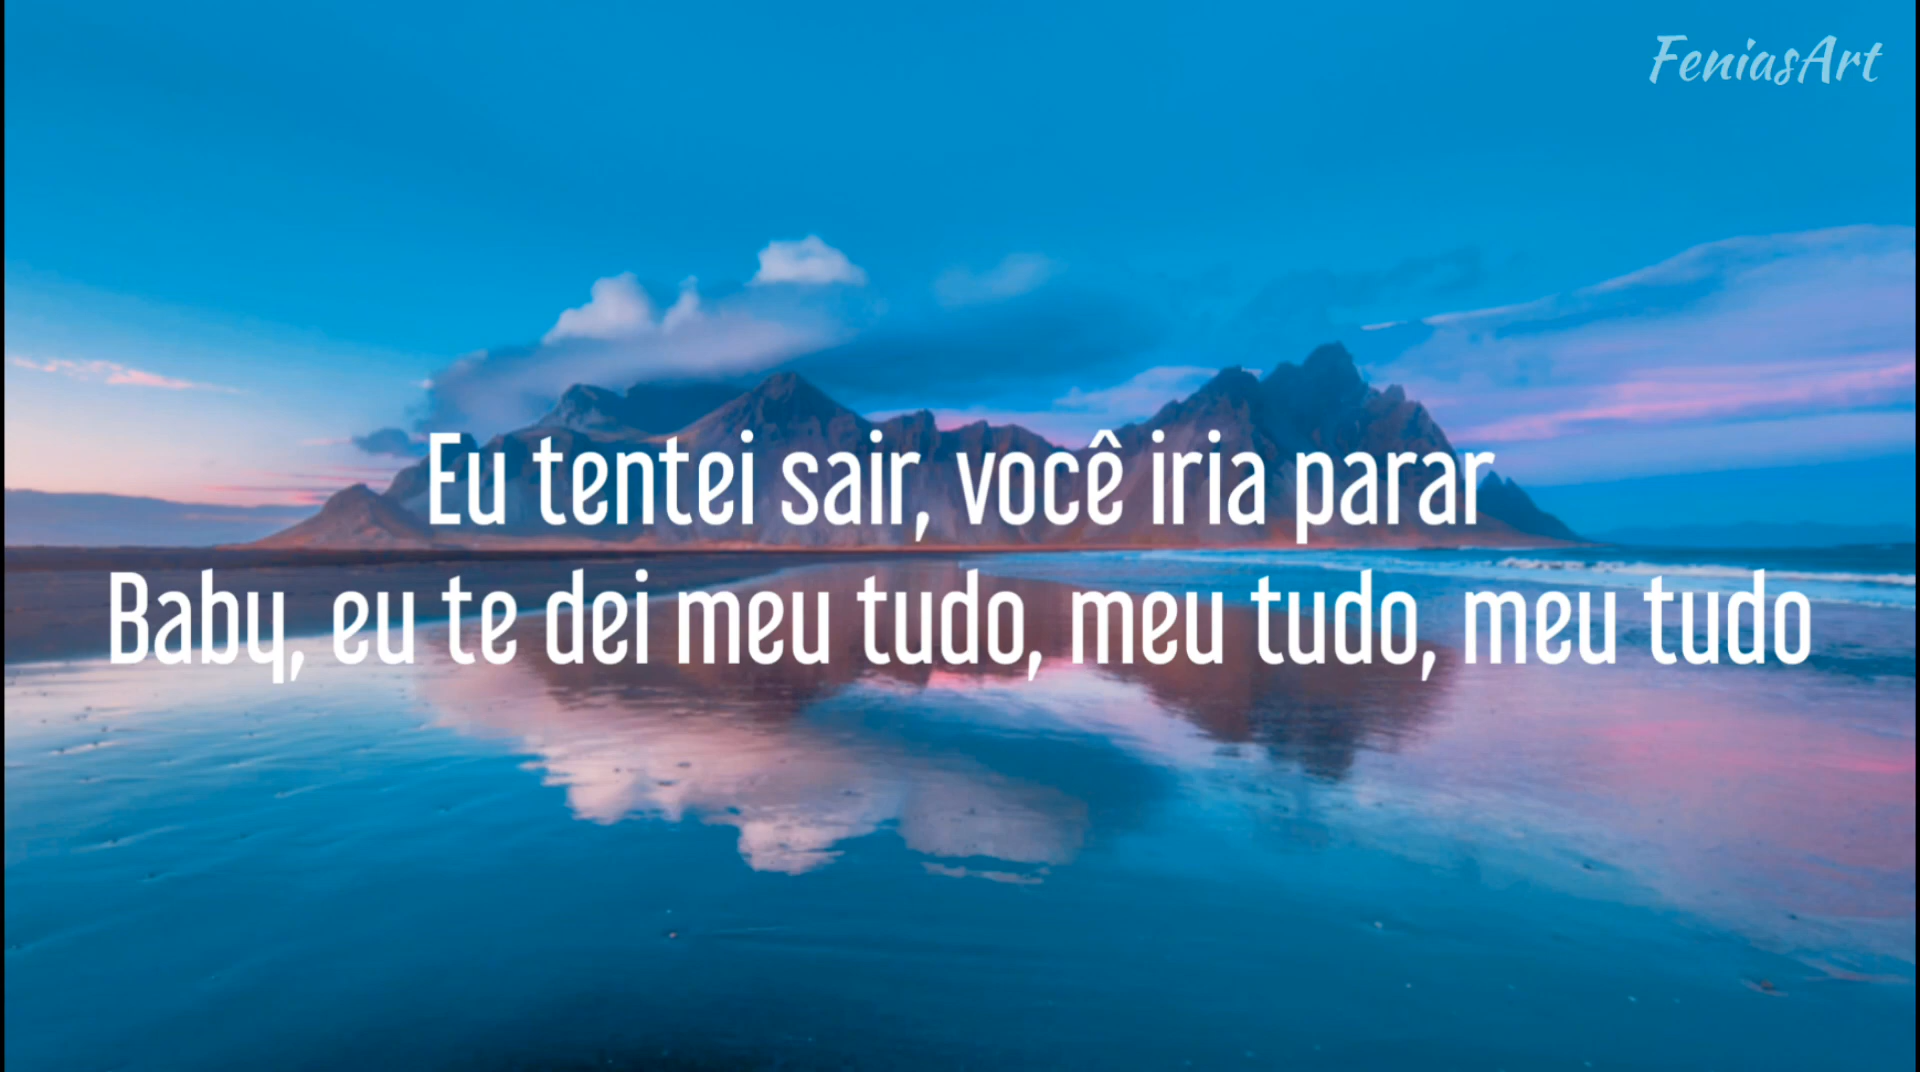 FeniasArt
Eu tentei sair, você iria parar
Baby, eu te dei meu tudo, meu tudo, meu tudo